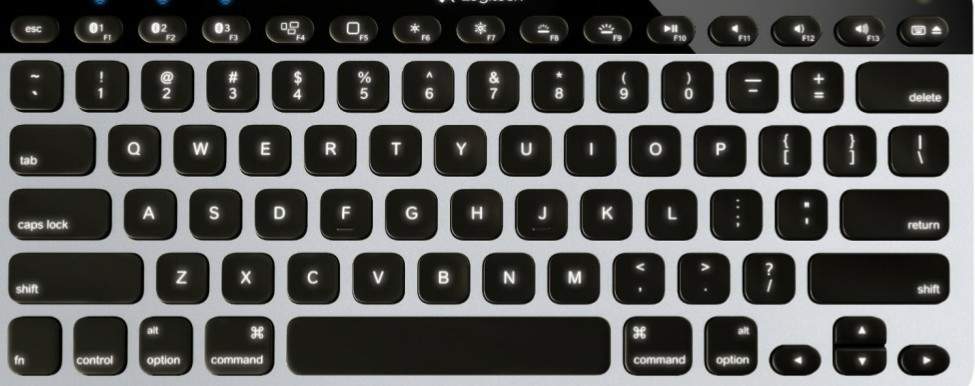 Logitech
esc 1 F1 2 F2 3 F3 F4 F5 F6 F7 F8 F9 F10 F11 F12 F13
~ ! @ # $ % ^ & * ( ) — +
` 1 2 3 4 5 6 7 8 9 0 – = delete
tab Q W E R T Y U I O P { [ } ] | \
caps lock A S D F G H J K L : ; " ' return
shift Z X C V B N M < , > . ? / shift
alt ⌘ ⌘ alt
fn control option command command option ◄ ▲ ▼ ►